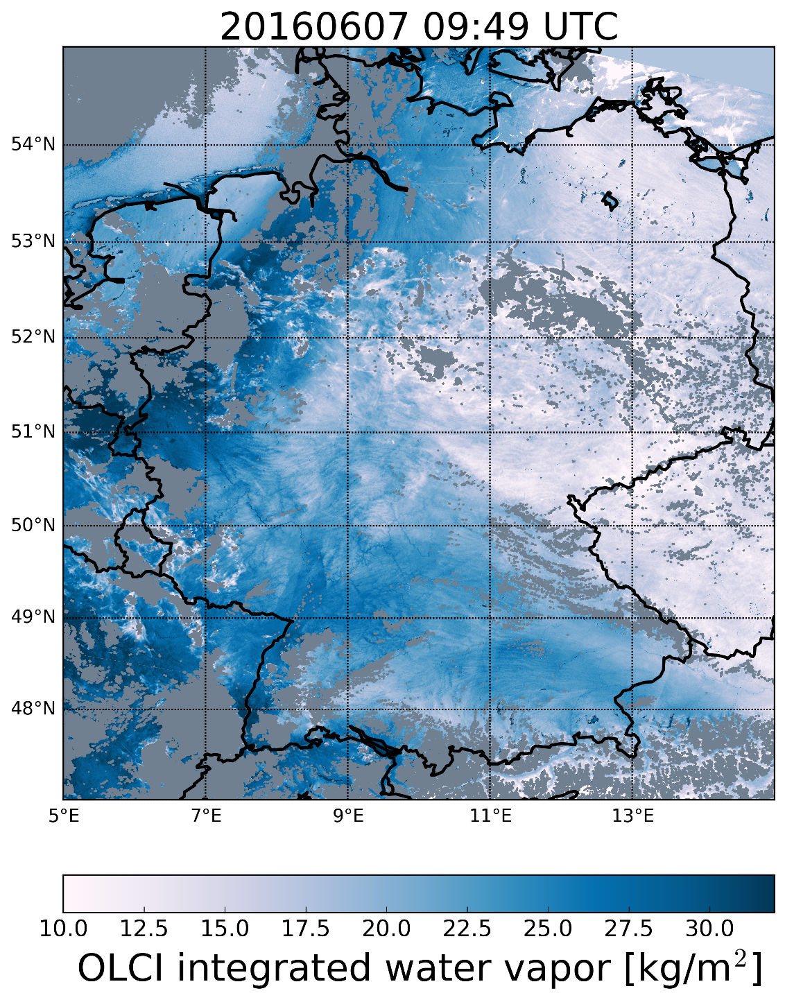 20160607 09:49 UTC
54°N
53°N
52°N
51°N
50°N
49°N
48°N
5°E 7°E 9°E 11°E 13°E
10.0 12.5 15.0 17.5 20.0 22.5 25.0 27.5 30.0
OLCI integrated water vapor [kg/m²]